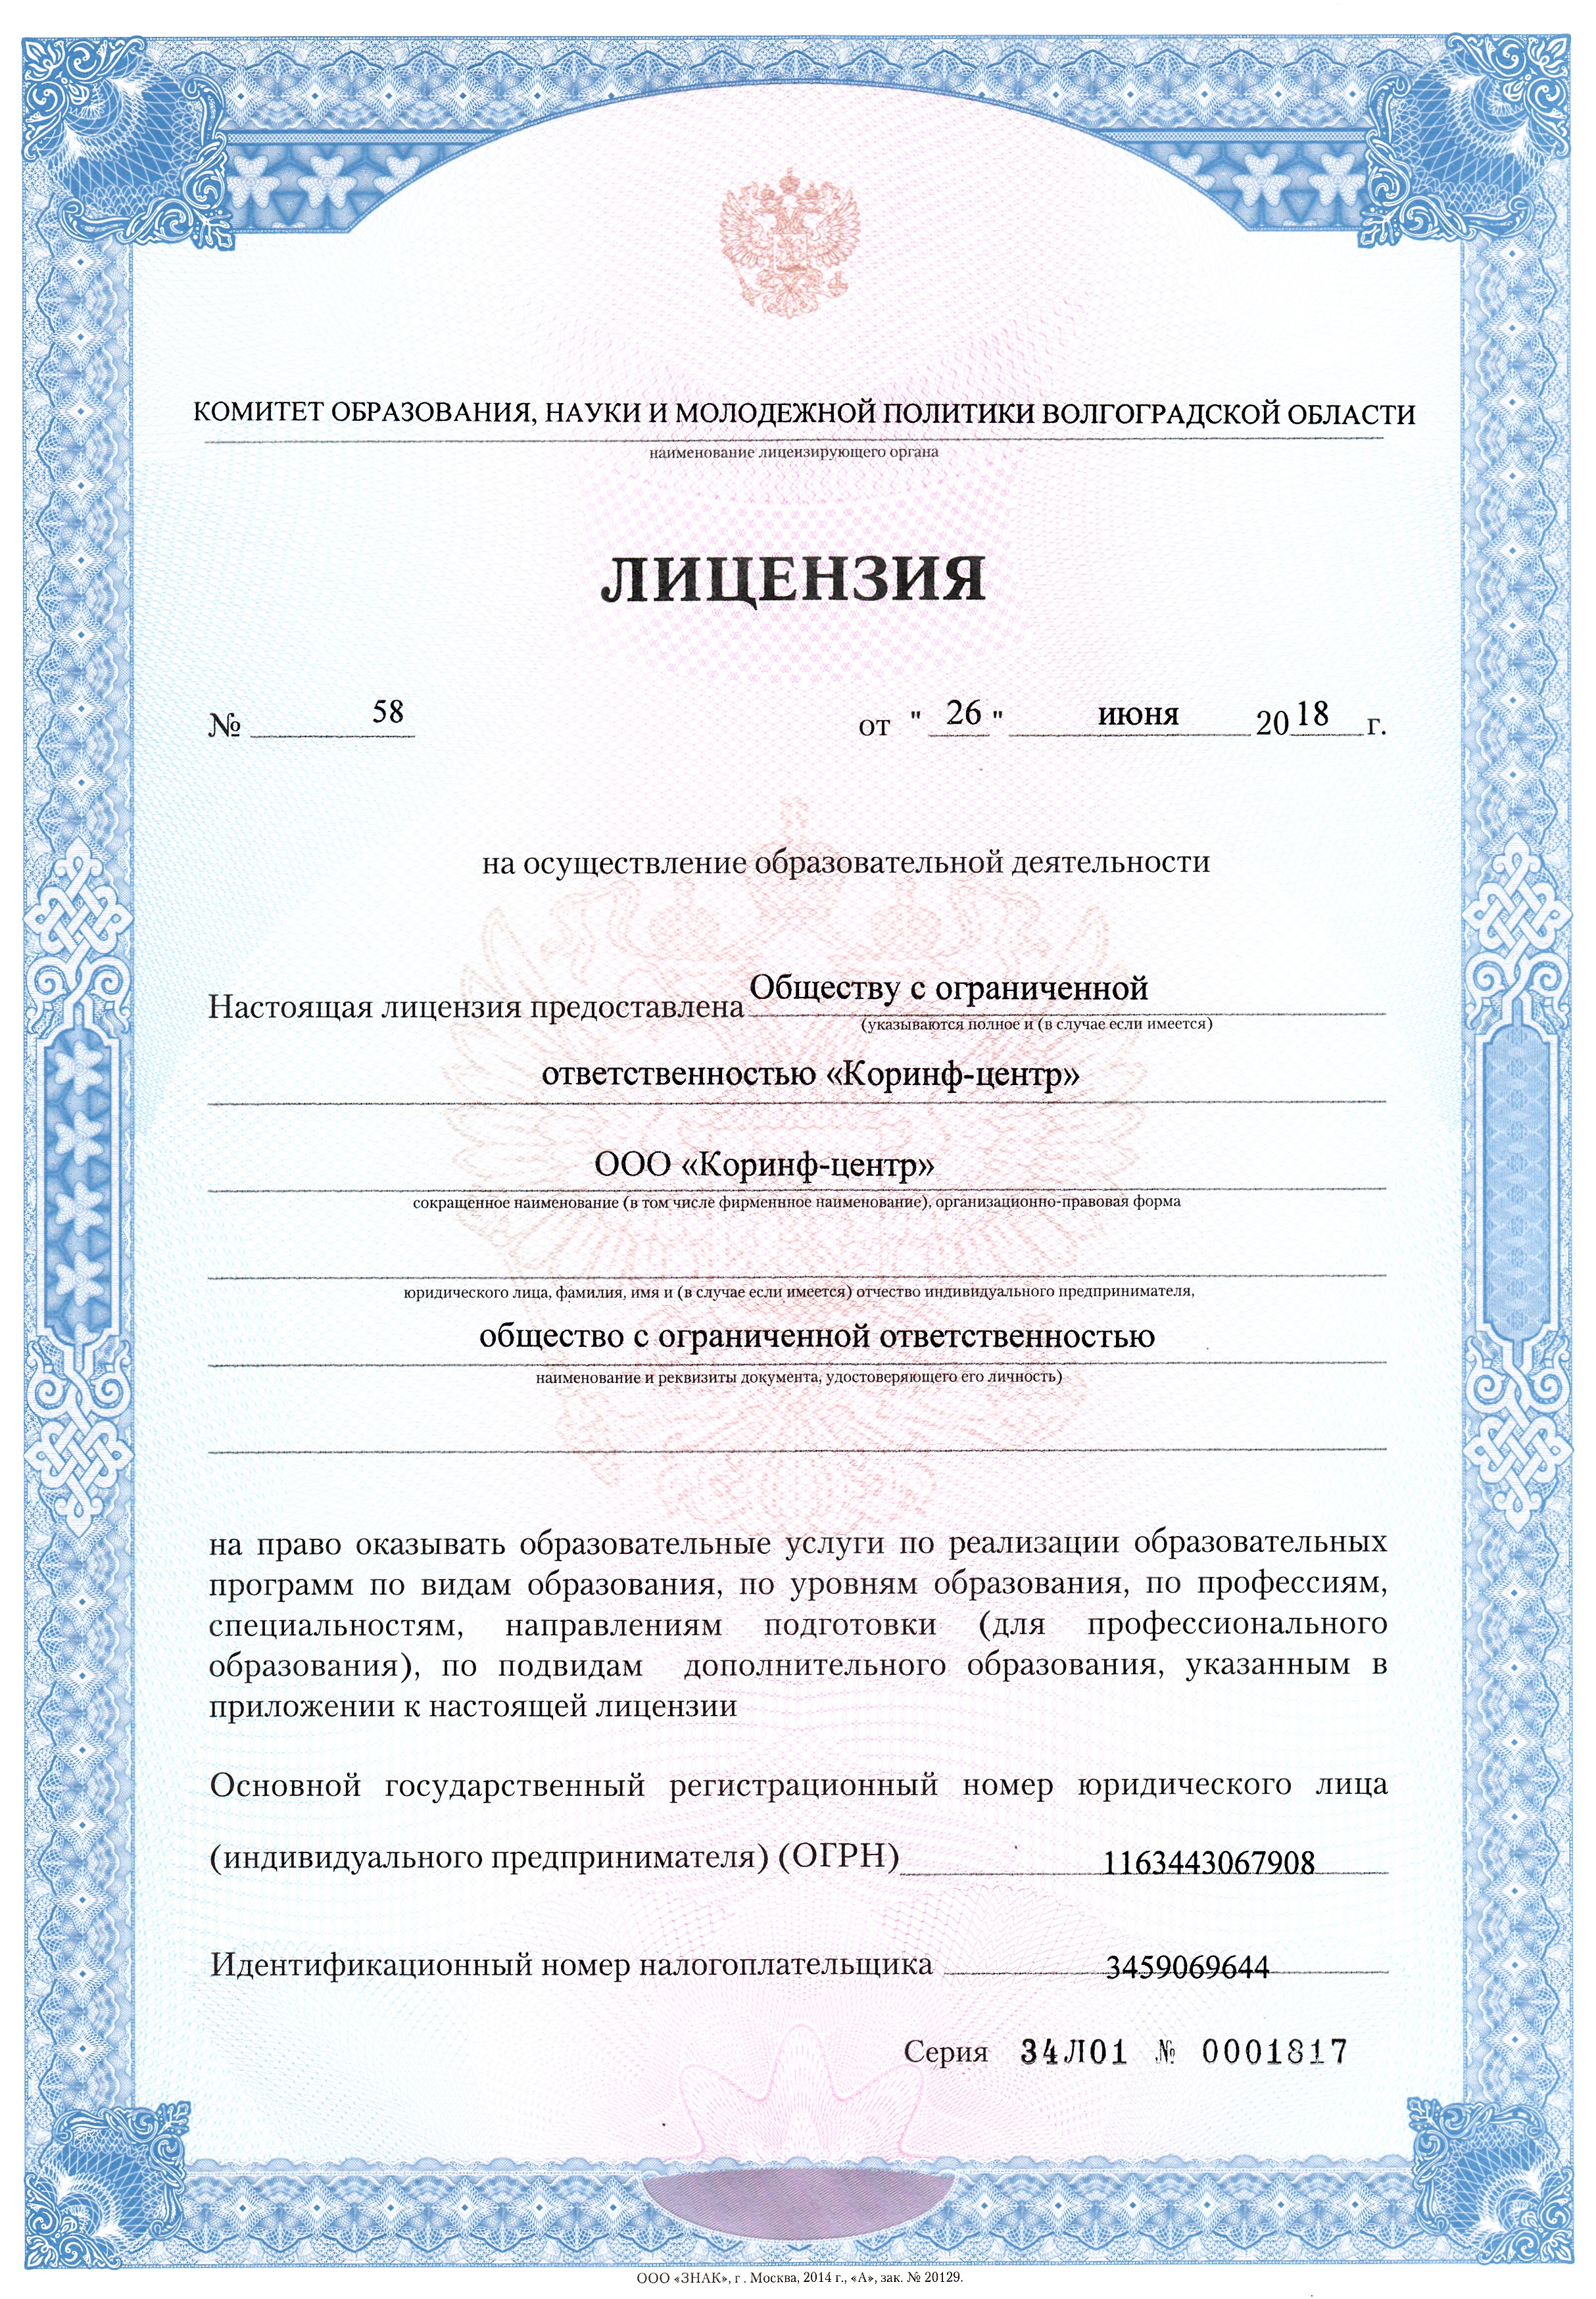 КОМИТЕТ ОБРАЗОВАНИЯ, НАУКИ И МОЛОДЕЖНОЙ ПОЛИТИКИ ВОЛГОГРАДСКОЙ ОБЛАСТИ
наименование лицензирующего органа
ЛИЦЕНЗИЯ
№ 58 от " 26 " июня 2018 г.
на осуществление образовательной деятельности
Настоящая лицензия предоставлена Обществу с ограниченной
(указываются полное и (в случае если имеется)
ответственностью «Коринф-центр»
ООО «Коринф-центр»
сокращенное наименование (в том числе фирменнное наименование), организационно-правовая форма
юридического лица, фамилия, имя и (в случае если имеется) отчество индивидуального предпринимателя,
общество с ограниченной ответственностью
наименование и реквизиты документа, удостоверяющего его личность)
на право оказывать образовательные услуги по реализации образовательных
программ по видам образования, по уровням образования, по профессиям,
специальностям, направлениям подготовки (для профессионального
образования), по подвидам дополнительного образования, указанным в
приложении к настоящей лицензии
Основной государственный регистрационный номер юридического лица
(индивидуального предпринимателя) (ОГРН) 1163443067908
Идентификационный номер налогоплательщика 3459069644
Серия 34Л01 № 0001817
ООО «ЗНАК», г . Москва, 2014 г., «А», зак. № 20129.